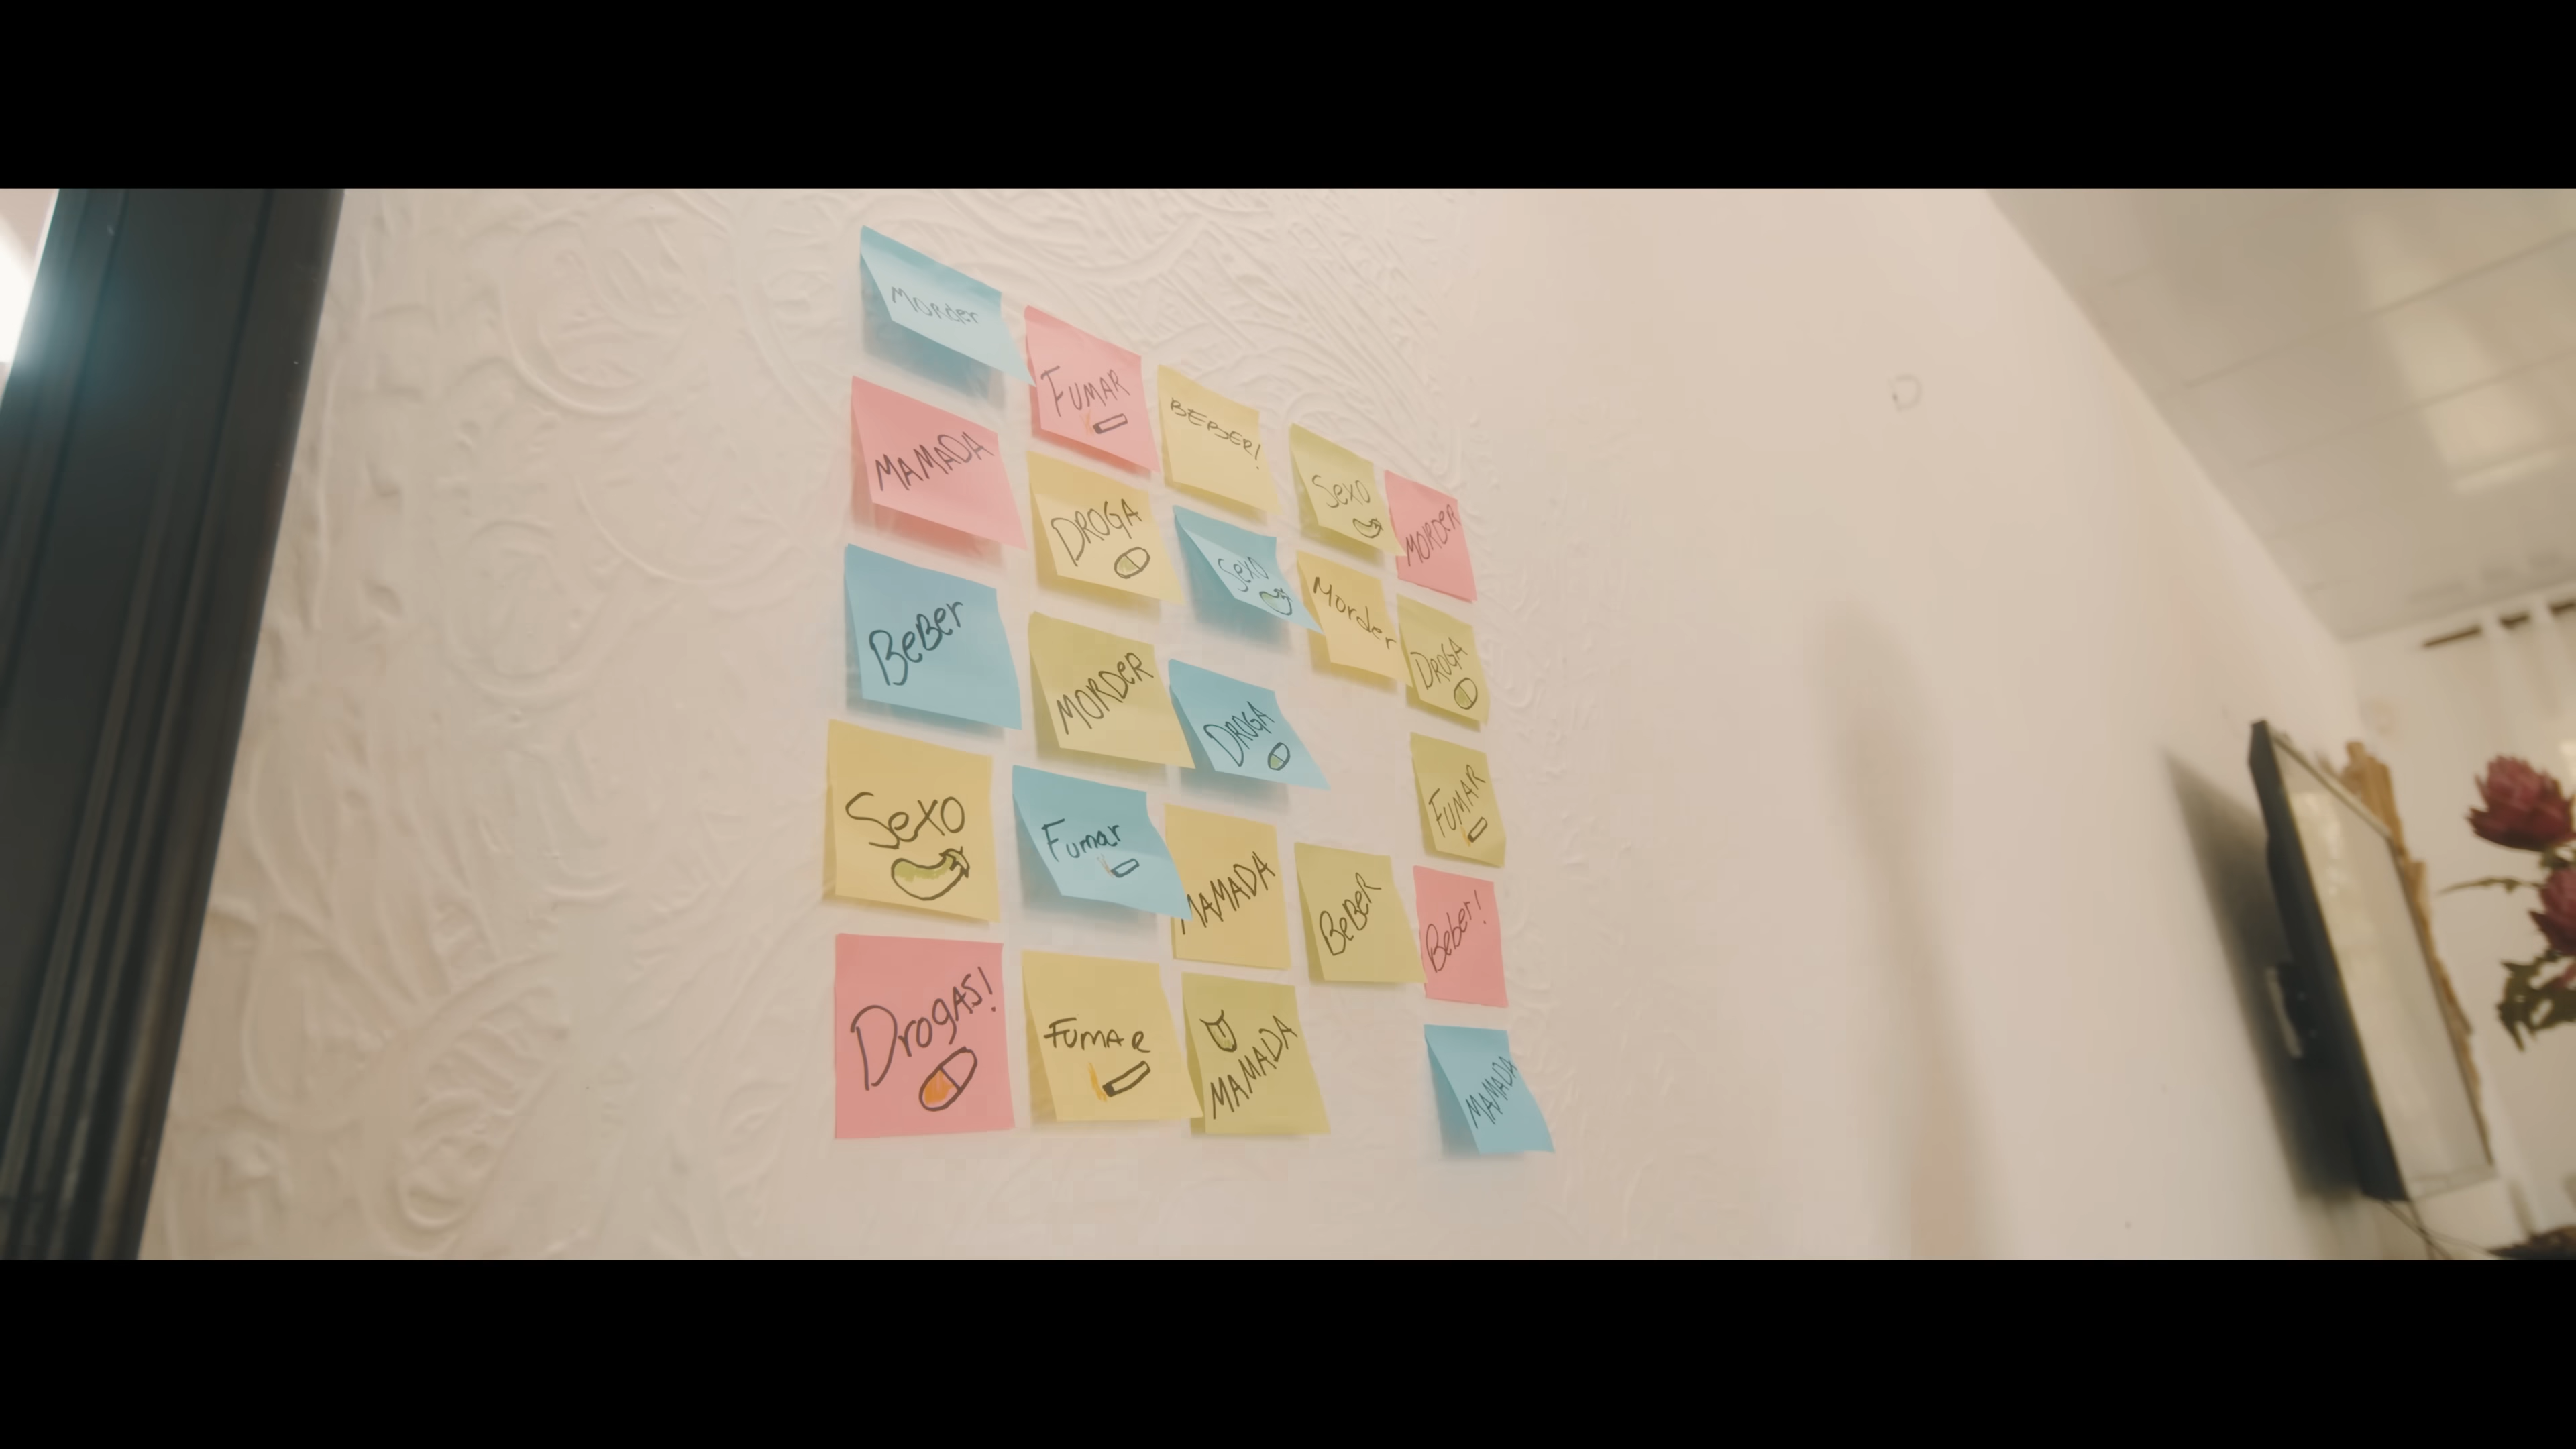 Morder
FUMAR
BEBER!
Sexo
MORDER
MAMADA
DROGA
Sexo
Morder
DROGA
BeBer
MORDER
DROGA
FUMAR
Sexo
Fumar
MAMADA
BeBeR
Beber!
DrogAS!
FUMAR
MAMADA
MAMADA